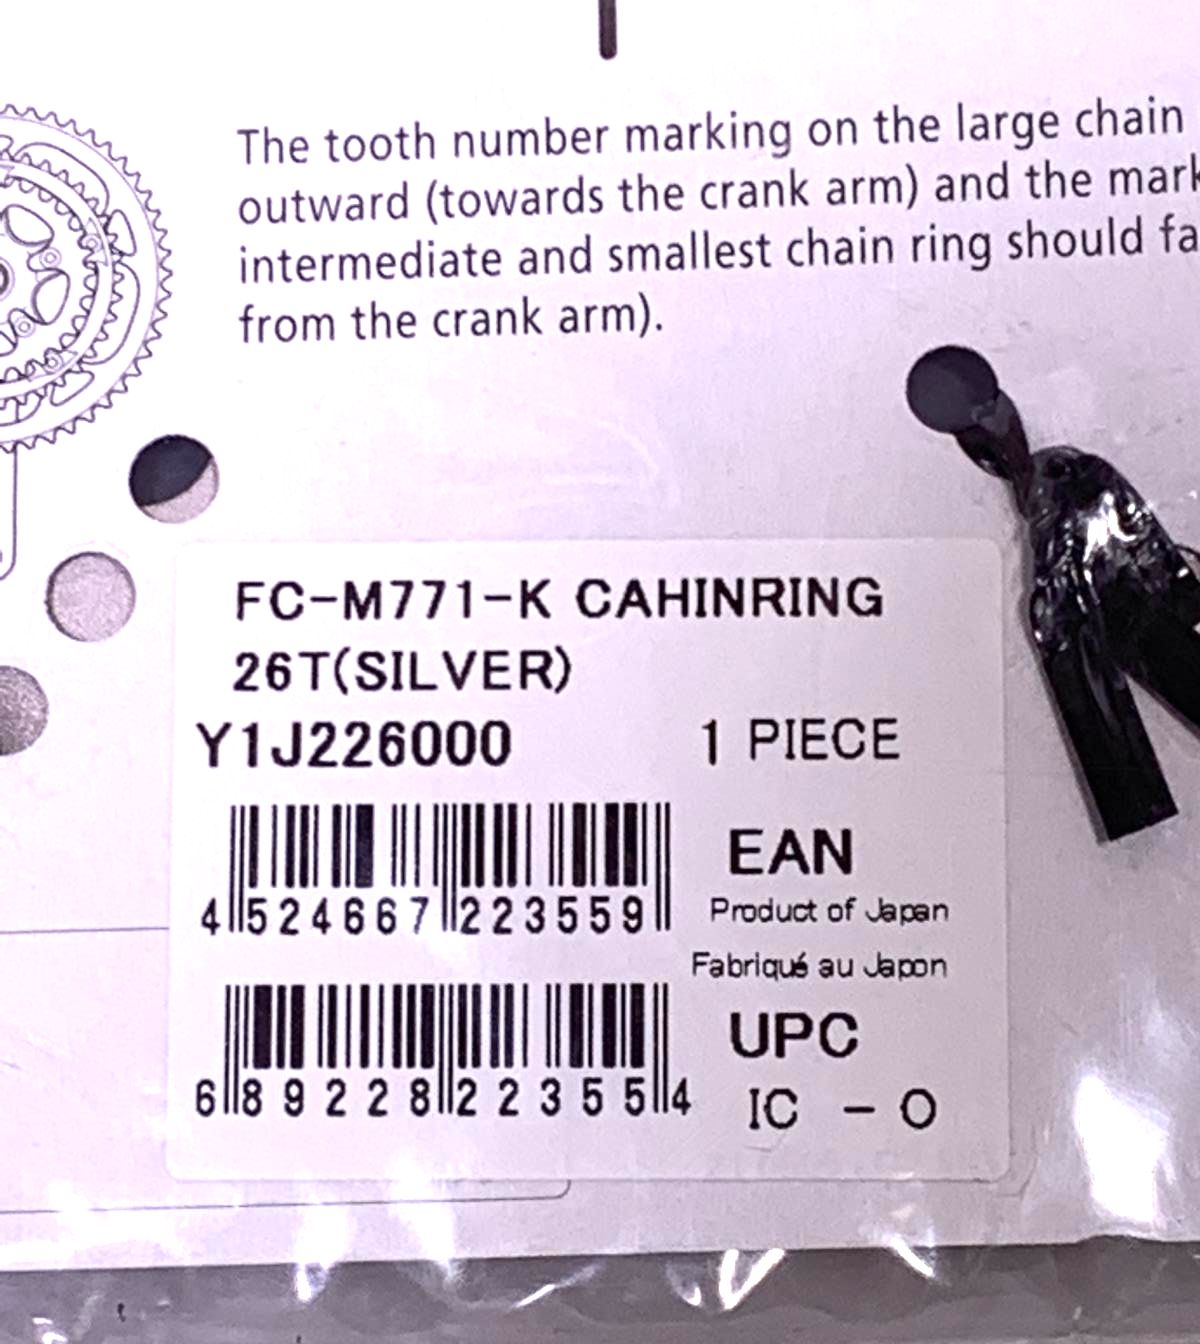 The tooth number marking on the large chain
outward (towards the crank arm) and the mark
intermediate and smallest chain ring should fa
from the crank arm).
FC-M771-K CAHINRING
26T(SILVER)
Y1J226000 1 PIECE
EAN
4 524667 223559
Product of Japan
Fabriqué au Japon
UPC
6 89228 22355 4
IC - O